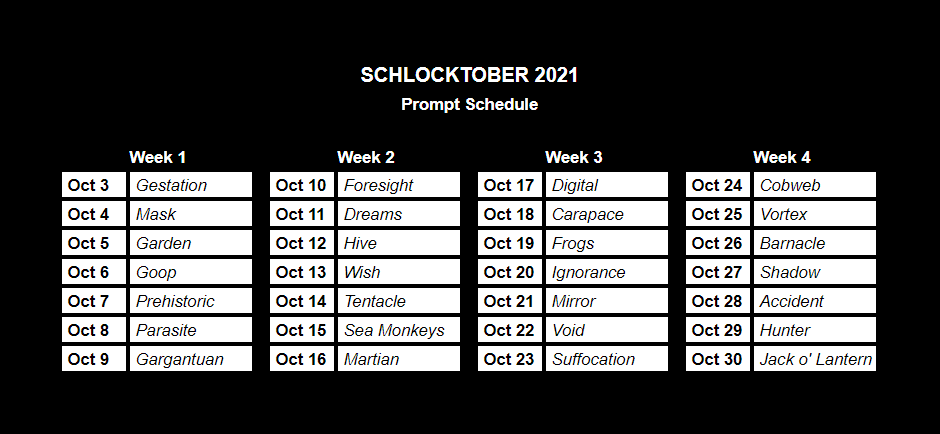 SCHLOCKTOBER 2021
Prompt Schedule
Week 1 Week 2 Week 3 Week 4
Oct 3 Gestation Oct 10 Foresight Oct 17 Digital Oct 24 Cobweb
Oct 4 Mask Oct 11 Dreams Oct 18 Carapace Oct 25 Vortex
Oct 5 Garden Oct 12 Hive Oct 19 Frogs Oct 26 Barnacle
Oct 6 Goop Oct 13 Wish Oct 20 Ignorance Oct 27 Shadow
Oct 7 Prehistoric Oct 14 Tentacle Oct 21 Mirror Oct 28 Accident
Oct 8 Parasite Oct 15 Sea Monkeys Oct 22 Void Oct 29 Hunter
Oct 9 Gargantuan Oct 16 Martian Oct 23 Suffocation Oct 30 Jack o' Lantern